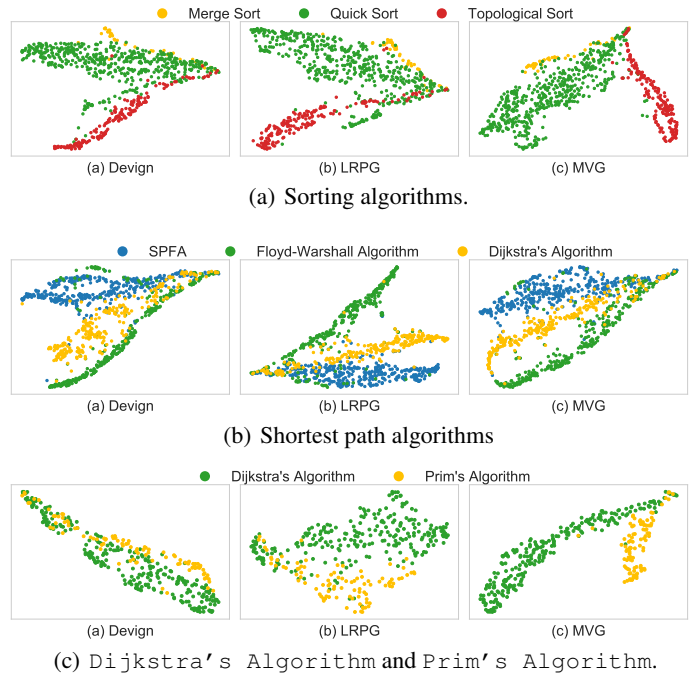 Merge Sort Quick Sort Topological Sort
(a) Devign (b) LRPG (c) MVG
(a) Sorting algorithms.
SPFA Floyd-Warshall Algorithm Dijkstra's Algorithm
(a) Devign (b) LRPG (c) MVG
(b) Shortest path algorithms
Dijkstra's Algorithm Prim's Algorithm
(a) Devign (b) LRPG (c) MVG
(c) Dijkstra's Algorithm and Prim's Algorithm.